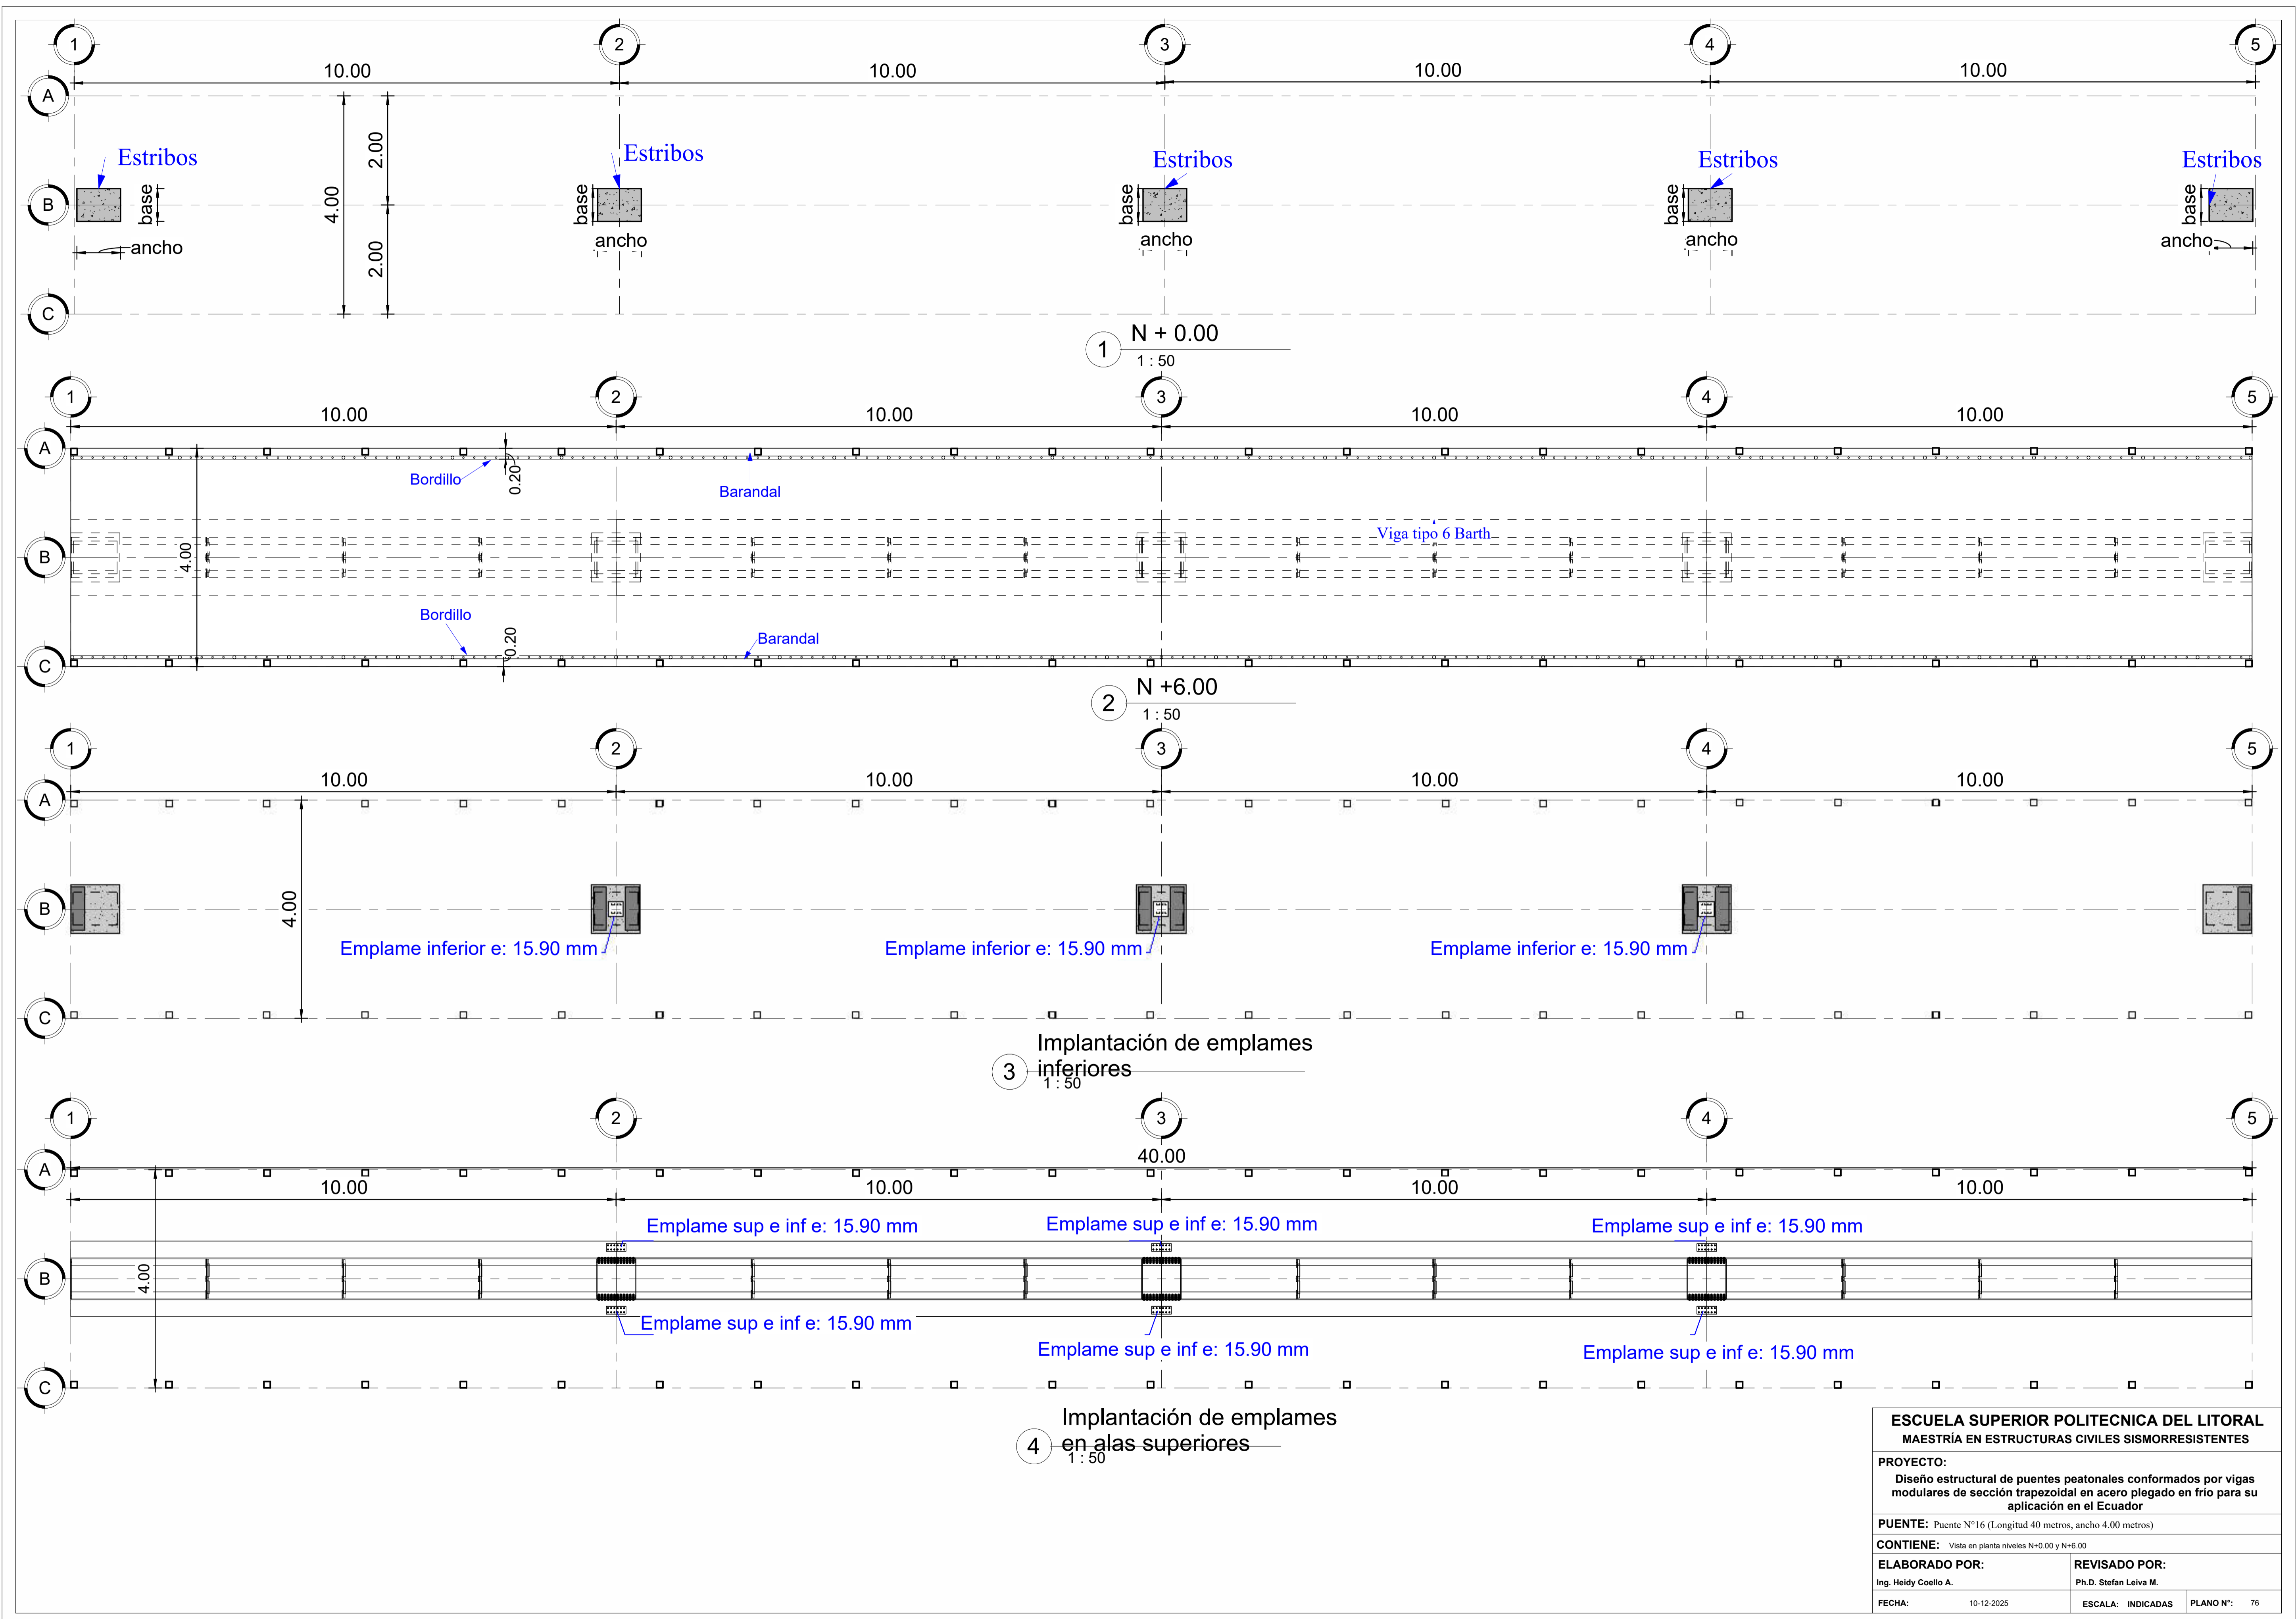 1 2 3 4 5
10.00 10.00 10.00 10.00
A
2.00
Estribos Estribos Estribos Estribos Estribos
4.00
B
base base base base base
ancho ancho ancho ancho ancho
2.00
C
1 N + 0.00
1 : 50
1 2 3 4 5
10.00 10.00 10.00 10.00
A
Bordillo 0.20 Barandal
Viga tipo 6 Barth
B 4.00
Bordillo 0.20 Barandal
C
2 N +6.00
1 : 50
1 2 3 4 5
10.00 10.00 10.00 10.00
A
B 4.00
Emplame inferior e: 15.90 mm Emplame inferior e: 15.90 mm Emplame inferior e: 15.90 mm
C
Implantación de emplames
3 inferiores
1 : 50
1 2 3 4 5
40.00
A
10.00 10.00 10.00 10.00
Emplame sup e inf e: 15.90 mm Emplame sup e inf e: 15.90 mm Emplame sup e inf e: 15.90 mm
B 4.00
Emplame sup e inf e: 15.90 mm
Emplame sup e inf e: 15.90 mm Emplame sup e inf e: 15.90 mm
C
Implantación de emplames
4 en alas superiores
1 : 50
ESCUELA SUPERIOR POLITECNICA DEL LITORAL
MAESTRÍA EN ESTRUCTURAS CIVILES SISMORRESISTENTES
PROYECTO:
Diseño estructural de puentes peatonales conformados por vigas
modulares de sección trapezoidal en acero plegado en frío para su
aplicación en el Ecuador
PUENTE: Puente N°16 (Longitud 40 metros, ancho 4.00 metros)
CONTIENE: Vista en planta niveles N+0.00 y N+6.00
ELABORADO POR: REVISADO POR:
Ing. Heidy Coello A. Ph.D. Stefan Leiva M.
FECHA: 10-12-2025 ESCALA: INDICADAS PLANO N°: 76